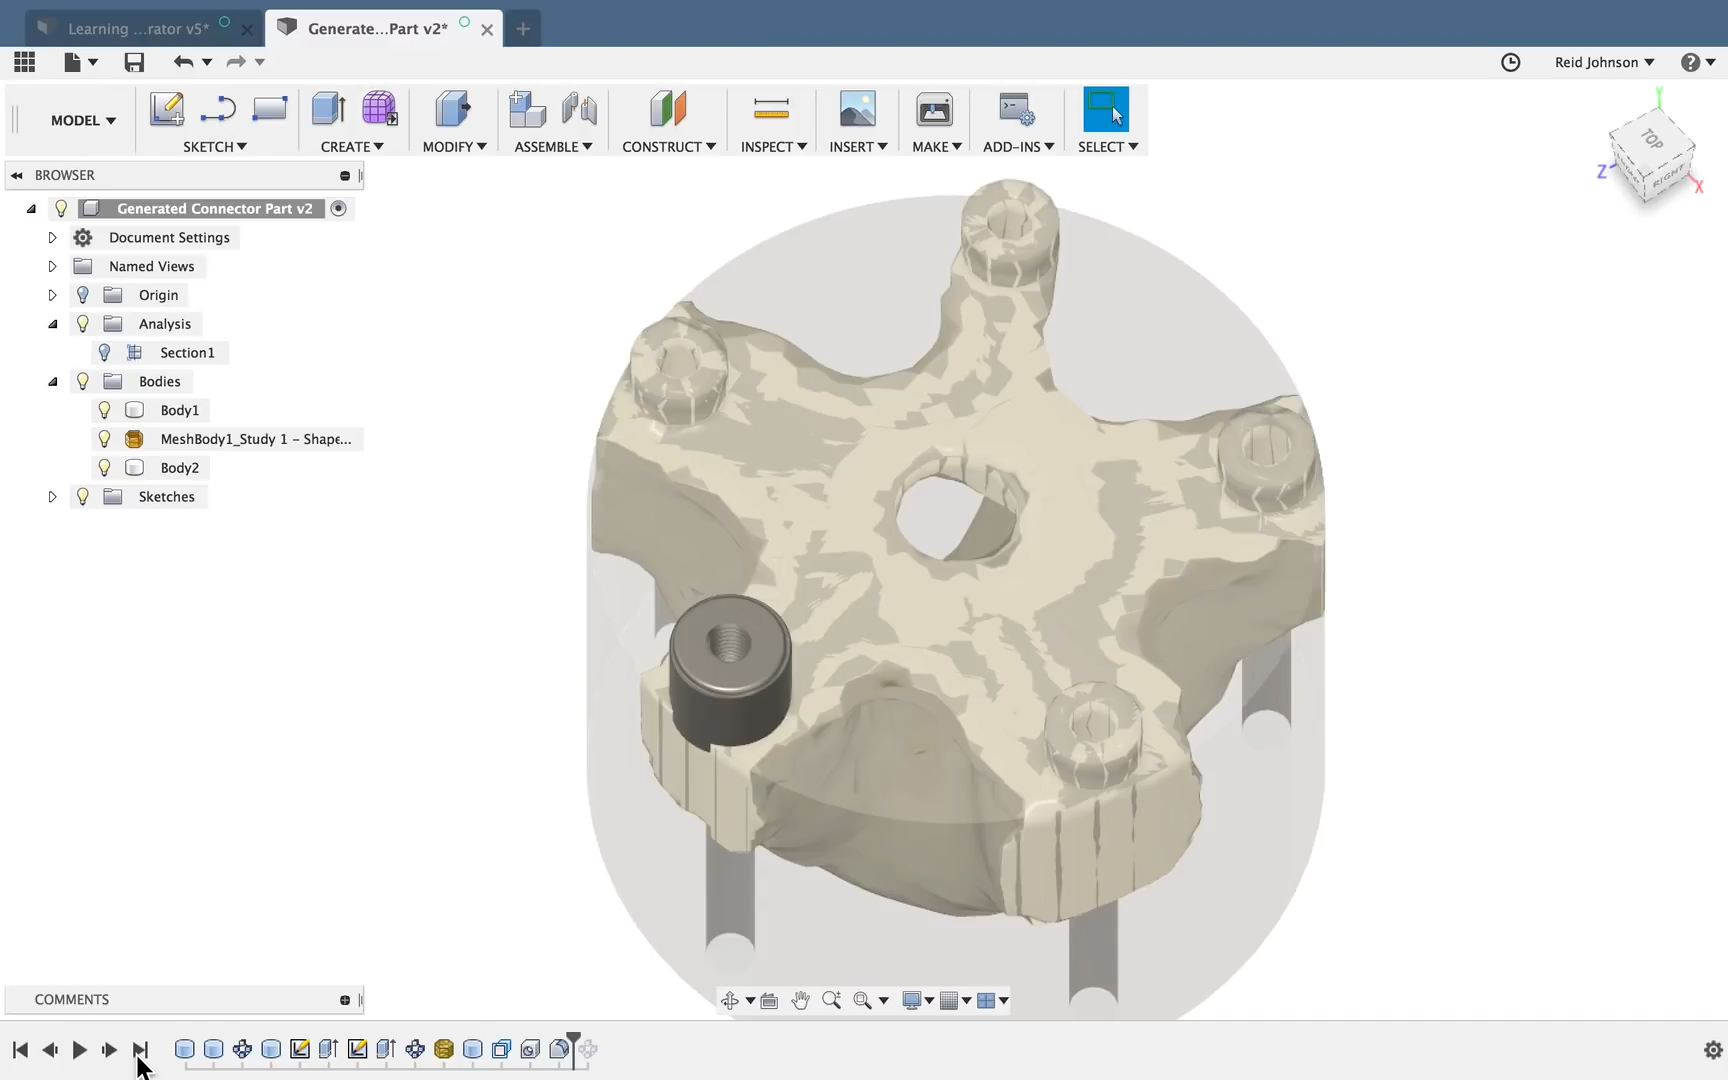 Learning ...rator v5*
Generate...Part v2*
Reid Johnson
MODEL
SKETCH
CREATE
MODIFY
ASSEMBLE
CONSTRUCT
INSPECT
INSERT
MAKE
ADD-INS
SELECT
TOP
RIGHT
Y
Z
X
BROWSER
Generated Connector Part v2
Document Settings
Named Views
Origin
Analysis
Section1
Bodies
Body1
MeshBody1_Study 1 – Shape...
Body2
Sketches
COMMENTS